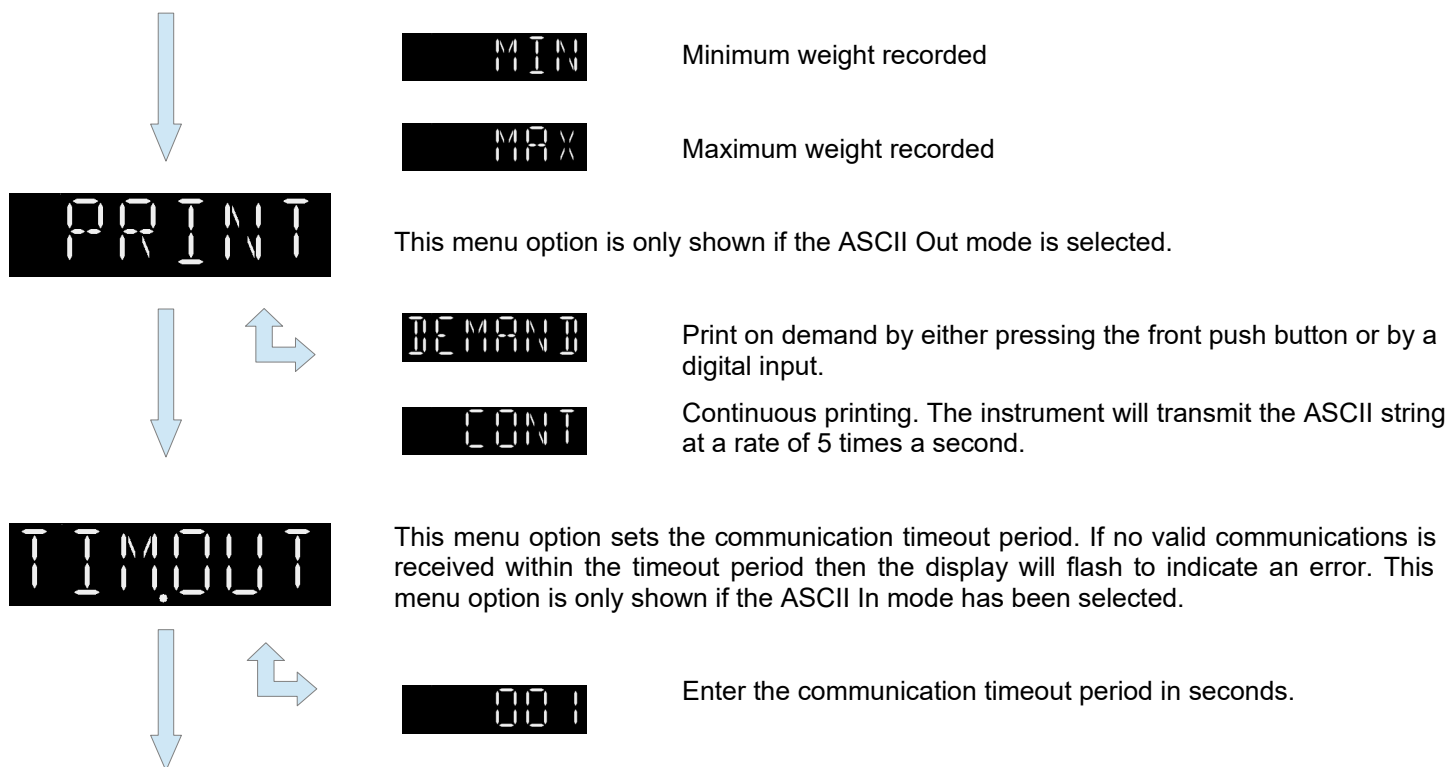 MIN
Minimum weight recorded
MAX
Maximum weight recorded
PRINT
This menu option is only shown if the ASCII Out mode is selected.
DEMAND
Print on demand by either pressing the front push button or by a
digital input.
CONT
Continuous printing. The instrument will transmit the ASCII string
at a rate of 5 times a second.
TIM.OUT
This menu option sets the communication timeout period. If no valid communications is
received within the timeout period then the display will flash to indicate an error. This
menu option is only shown if the ASCII In mode has been selected.
001
Enter the communication timeout period in seconds.